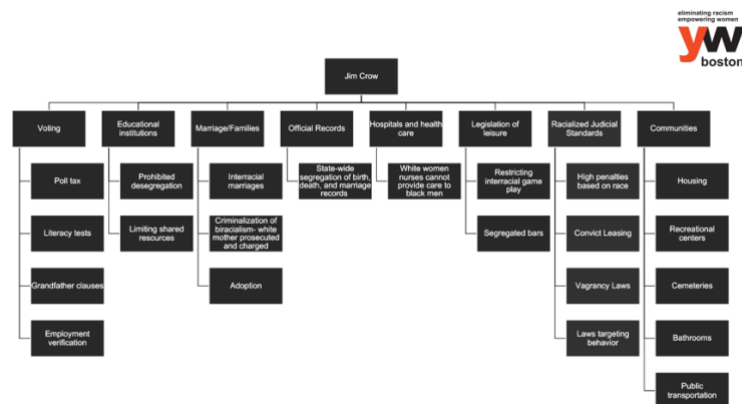 eliminating racism
empowering women
yw
boston
Jim Crow
Voting
Educational
institutions
Marriage/Families
Official Records
Hospitals and health
care
Legislation of
leisure
Racialized Judicial
Standards
Communities
Poll tax
Literacy tests
Grandfather clauses
Employment
verification
Prohibited
desegregation
Limiting shared
resources
Interracial
marriages
Criminalization of
biracialism- white
mother prosecuted
and charged
Adoption
State-wide
segregation of birth,
death, and marriage
records
White women
nurses cannot
provide care to
black men
Restricting
interracial game
play
Segregated bars
High penalties
based on race
Convict Leasing
Vagrancy Laws
Laws targeting
behavior
Housing
Recreational
centers
Cemeteries
Bathrooms
Public
transportation